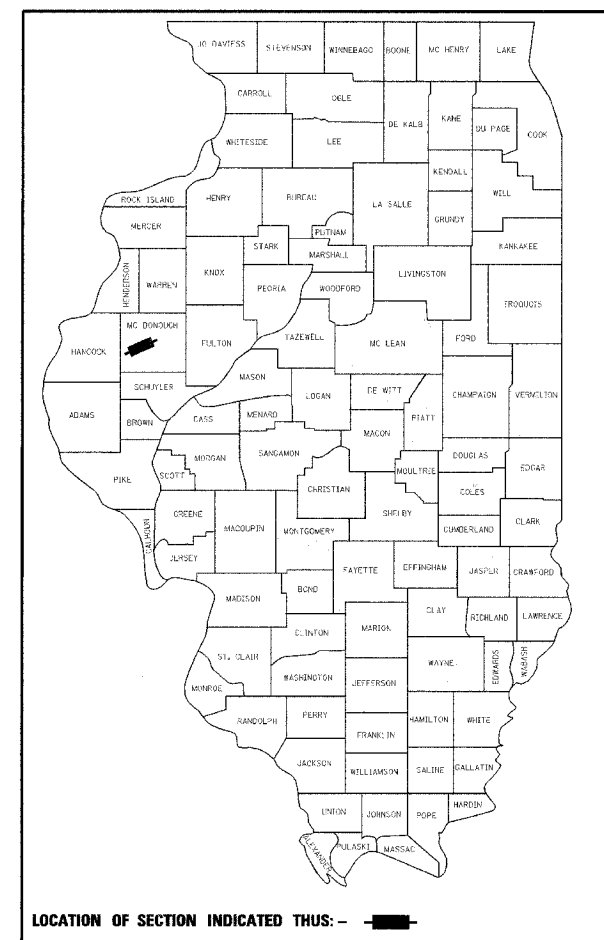 JO DAVIESS STEVENSON WINNEBAGO BOONE MC HENRY LAKE
CARROLL OGLE DE KALB KANE DU PAGE COOK
WHITESIDE LEE KENDALL WILL
ROCK ISLAND HENRY BUREAU LA SALLE GRUNDY
MERCER PUTNAM KANKAKEE
HENDERSON WARREN KNOX STARK MARSHALL LIVINGSTON
PEORIA WOODFORD IROQUOIS
HANCOCK MC DONOUGH FULTON TAZEWELL MC LEAN FORD
SCHUYLER MASON
ADAMS BROWN CASS MENARD LOGAN DE WITT PIATT CHAMPAIGN VERMILION
MACON
PIKE SCOTT MORGAN SANGAMON MOULTRIE DOUGLAS EDGAR
CHRISTIAN COLES
CALHOUN GREENE MACOUPIN MONTGOMERY SHELBY CUMBERLAND CLARK
JERSEY
FAYETTE EFFINGHAM JASPER CRAWFORD
MADISON BOND
CLINTON MARION CLAY RICHLAND LAWRENCE
ST. CLAIR WAYNE EDWARDS WABASH
MONROE WASHINGTON JEFFERSON
RANDOLPH PERRY HAMILTON WHITE
FRANKLIN
JACKSON WILLIAMSON SALINE GALLATIN
UNION JOHNSON POPE HARDIN
ALEXANDER PULASKI MASSAC
LOCATION OF SECTION INDICATED THUS: –